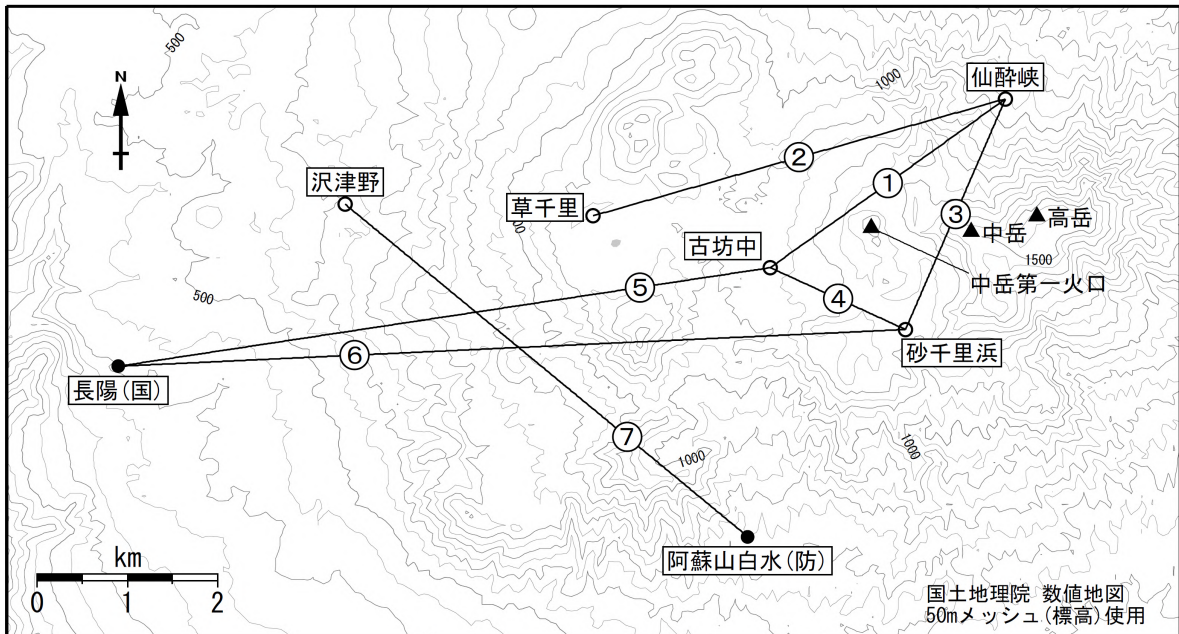 500
N
1000
仙酔峡
②
沢津野
①
草千里
00
③
高岳
中岳
古坊中
1500
中岳第一火口
⑤
500
④
⑥
砂千里浜
長陽(国)
⑦
1000
1000
km
阿蘇山白水(防)
0 1 2
国土地理院 数値地図
50mメッシュ(標高)使用